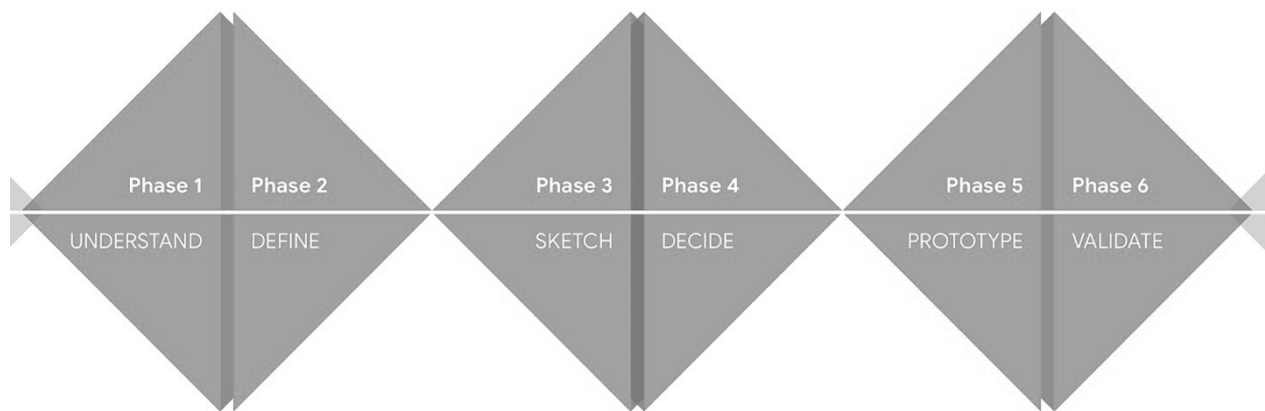 Phase 1
UNDERSTAND
Phase 2
DEFINE
Phase 3
SKETCH
Phase 4
DECIDE
Phase 5
PROTOTYPE
Phase 6
VALIDATE